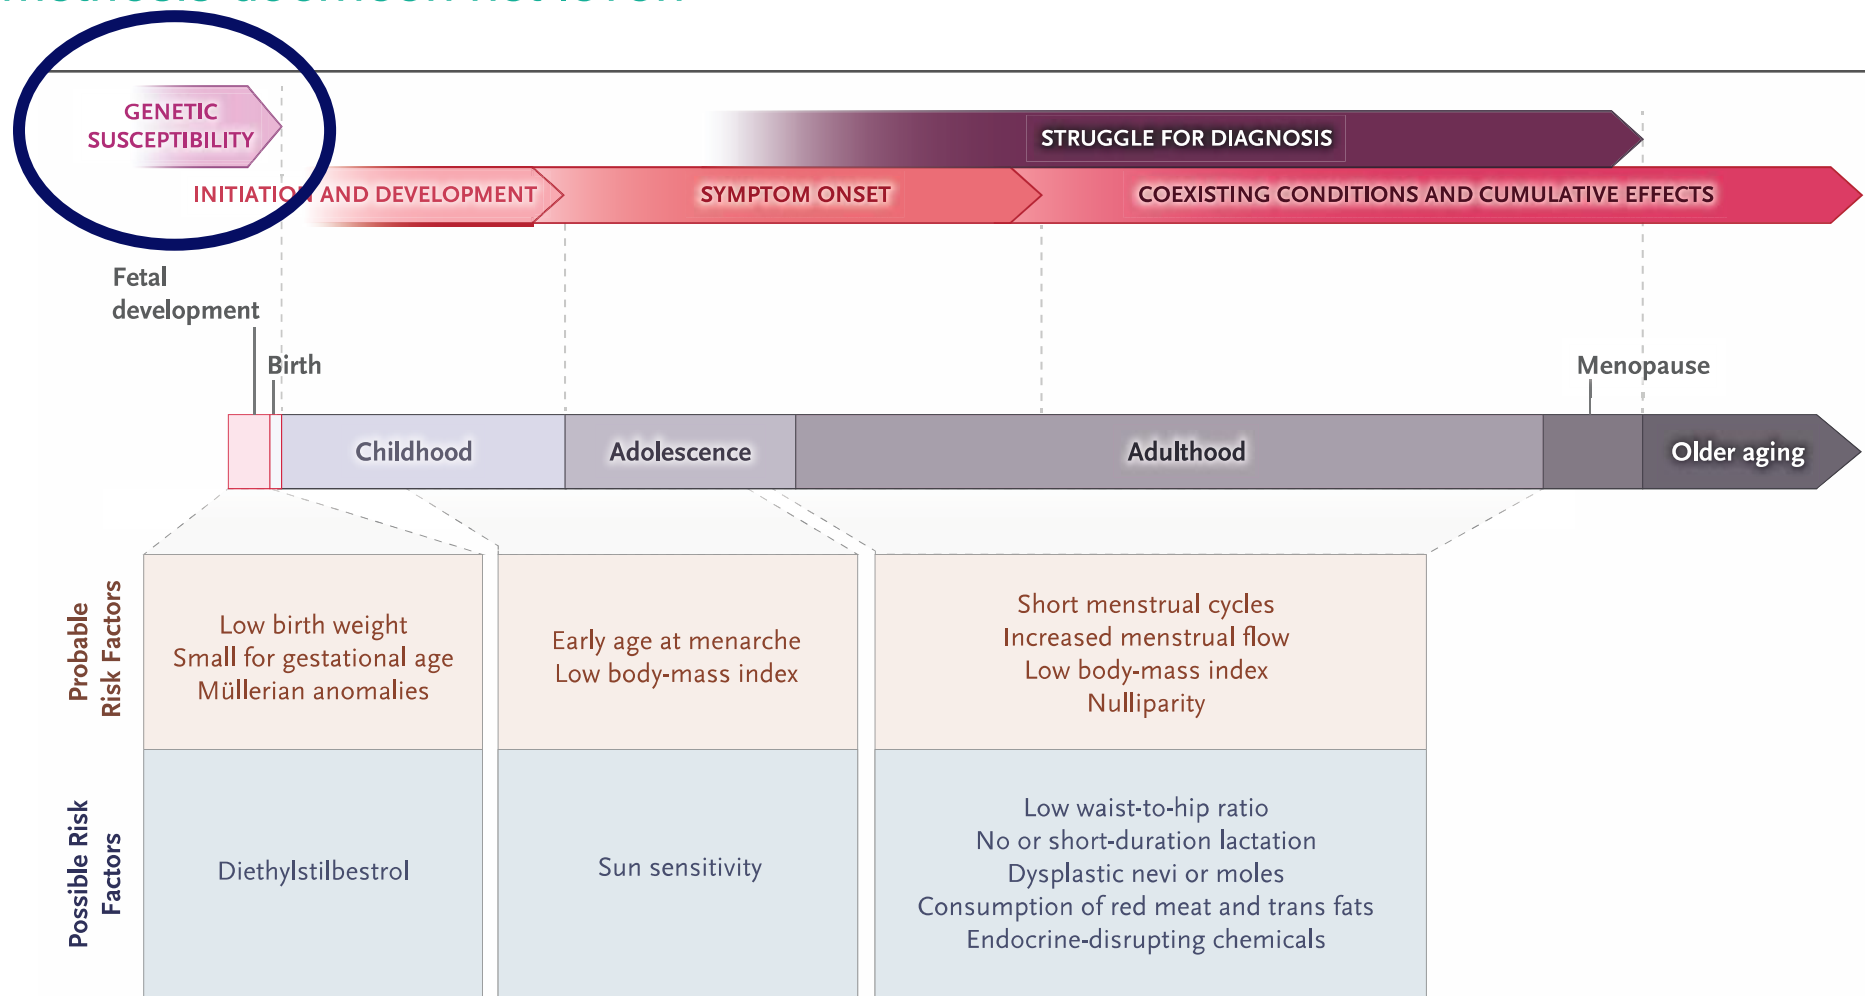 GENETIC
SUSCEPTIBILITY
STRUGGLE FOR DIAGNOSIS
INITIATION AND DEVELOPMENT
SYMPTOM ONSET
COEXISTING CONDITIONS AND CUMULATIVE EFFECTS
Fetal
development
Birth
Menopause
Childhood
Adolescence
Adulthood
Older aging
Probable
Risk Factors
Low birth weight
Small for gestational age
Müllerian anomalies
Early age at menarche
Low body-mass index
Short menstrual cycles
Increased menstrual flow
Low body-mass index
Nulliparity
Possible Risk
Factors
Diethylstilbestrol
Sun sensitivity
Low waist-to-hip ratio
No or short-duration lactation
Dysplastic nevi or moles
Consumption of red meat and trans fats
Endocrine-disrupting chemicals